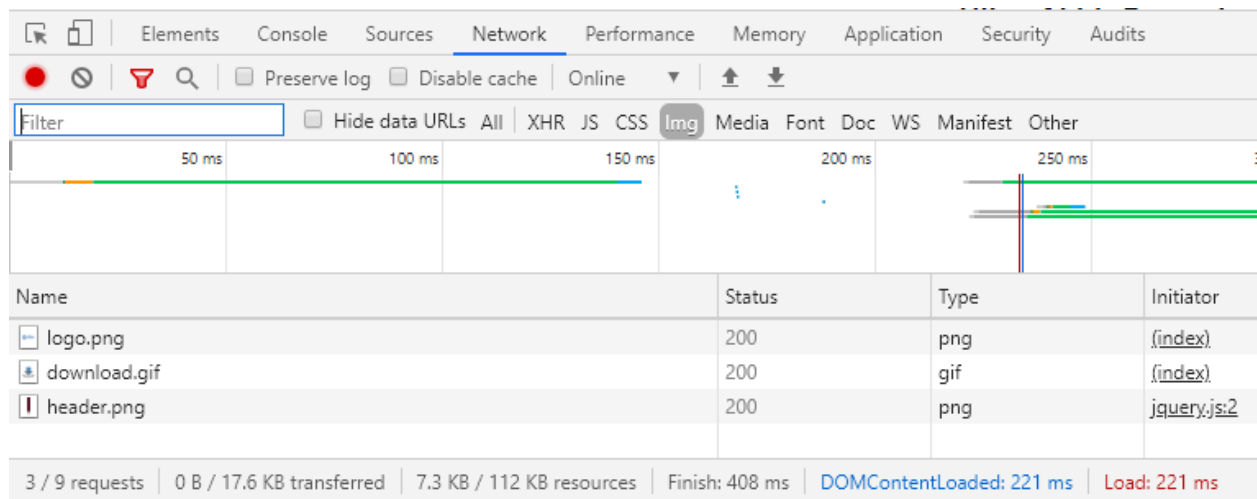 Elements Console Sources Network Performance Memory Application Security Audits
Preserve log Disable cache Online
Filter Hide data URLs All XHR JS CSS Img Media Font Doc WS Manifest Other
50 ms 100 ms 150 ms 200 ms 250 ms
Name Status Type Initiator
logo.png 200 png (index)
download.gif 200 gif (index)
header.png 200 png jquery.js:2
3 / 9 requests 0 B / 17.6 KB transferred 7.3 KB / 112 KB resources Finish: 408 ms DOMContentLoaded: 221 ms Load: 221 ms